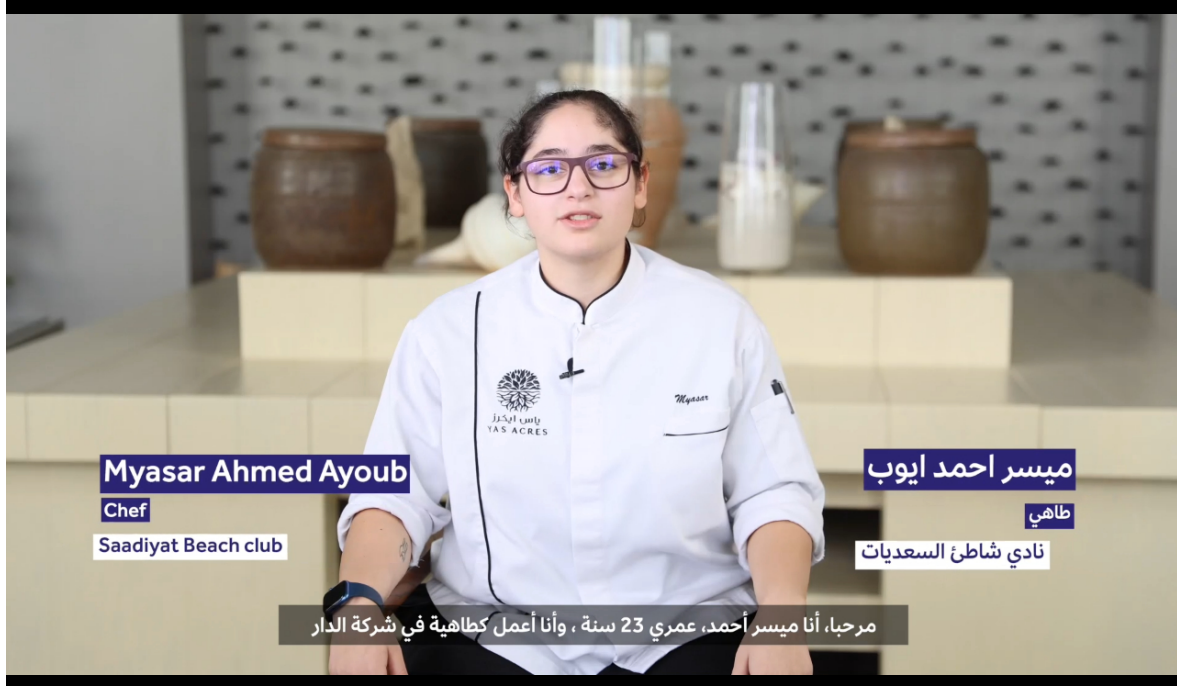 ياس ايكرز
YAS ACRES
Myasar
Myasar Ahmed Ayoub
Chef
Saadiyat Beach club
ميسر احمد ايوب
طاهي
نادي شاطئ السعديات
مرحبا، أنا ميسر أحمد، عمري 23 سنة ، وأنا أعمل كطاهية في شركة الدار